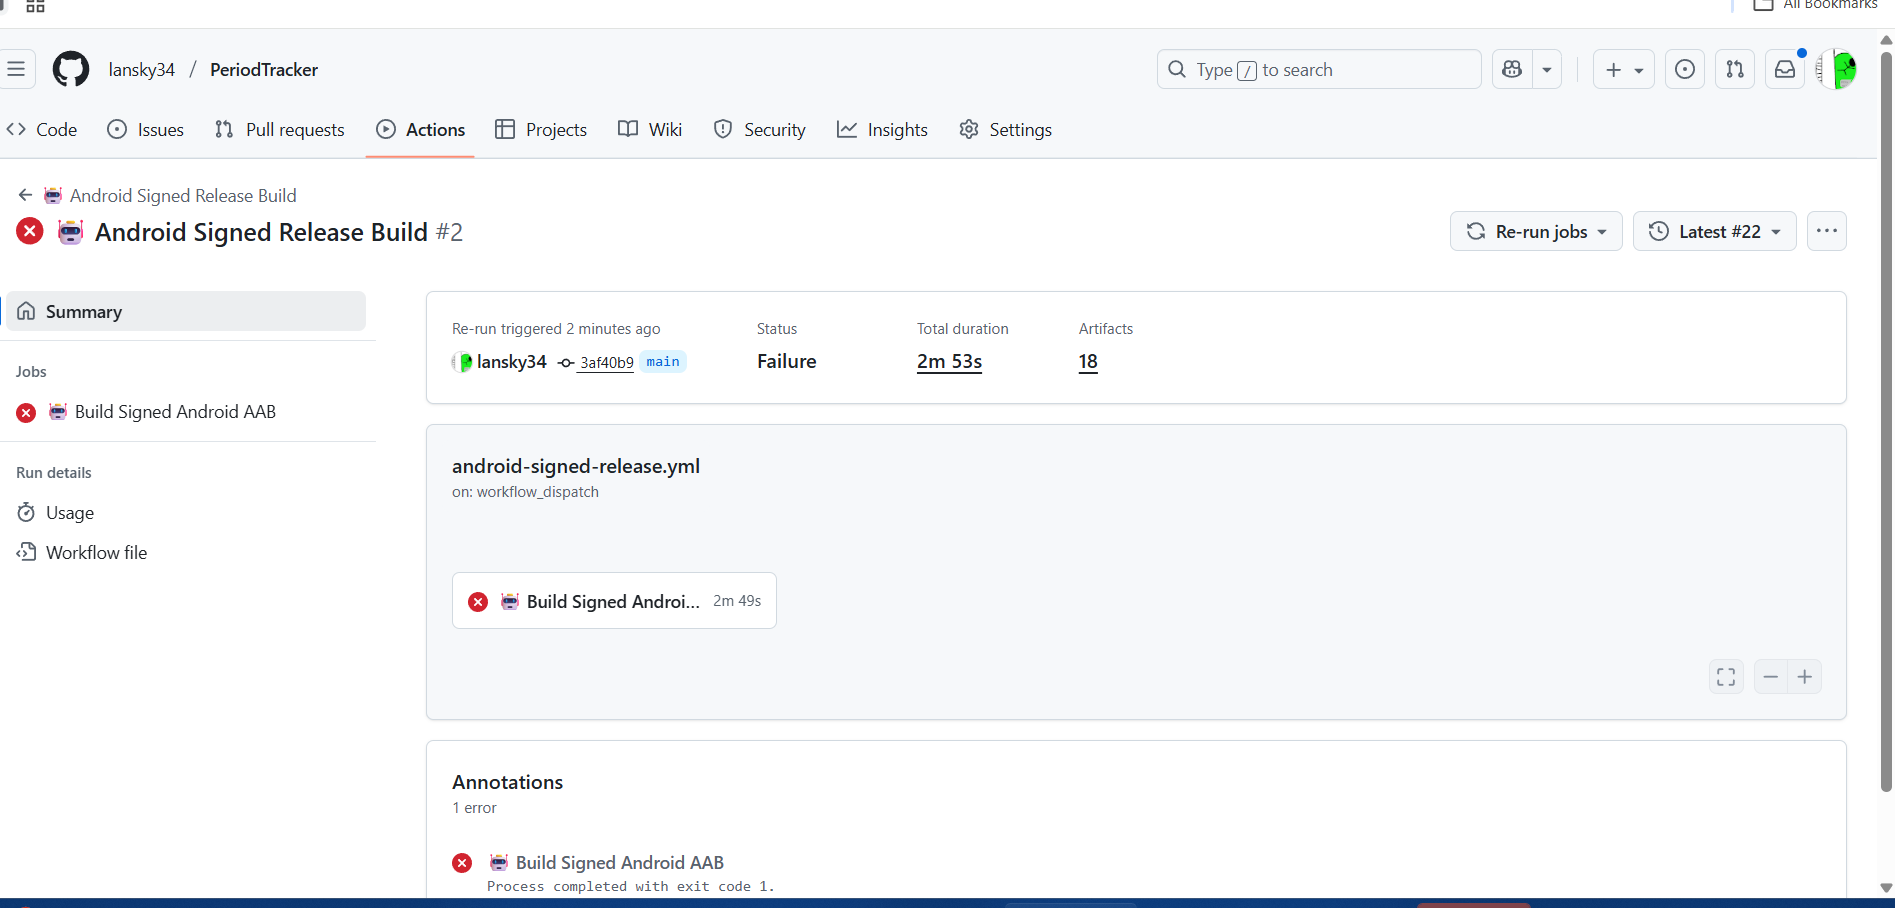 All Bookmarks
lansky34 / PeriodTracker
Type / to search
Code Issues Pull requests Actions Projects Wiki Security Insights Settings
Android Signed Release Build
Android Signed Release Build #2
Re-run jobs
Latest #22
Summary
Jobs
Build Signed Android AAB
Run details
Usage
Workflow file
Re-run triggered 2 minutes ago
lansky34 3af40b9 main
Status
Failure
Total duration
2m 53s
Artifacts
18
android-signed-release.yml
on: workflow_dispatch
Build Signed Androi... 2m 49s
Annotations
1 error
Build Signed Android AAB
Process completed with exit code 1.